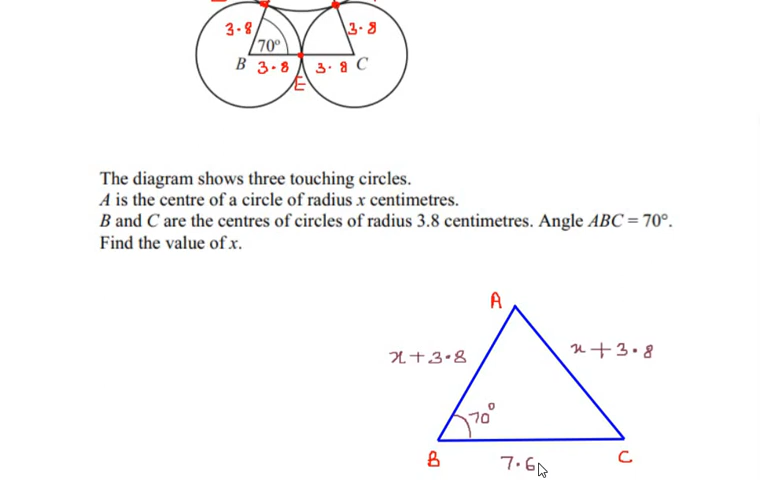 3.8
3.8
70°
B 3.8 3.8 C
E
The diagram shows three touching circles.
A is the centre of a circle of radius x centimetres.
B and C are the centres of circles of radius 3.8 centimetres. Angle ABC = 70°.
Find the value of x.
A
x+3.8
x+3.8
70°
B
7.6
C